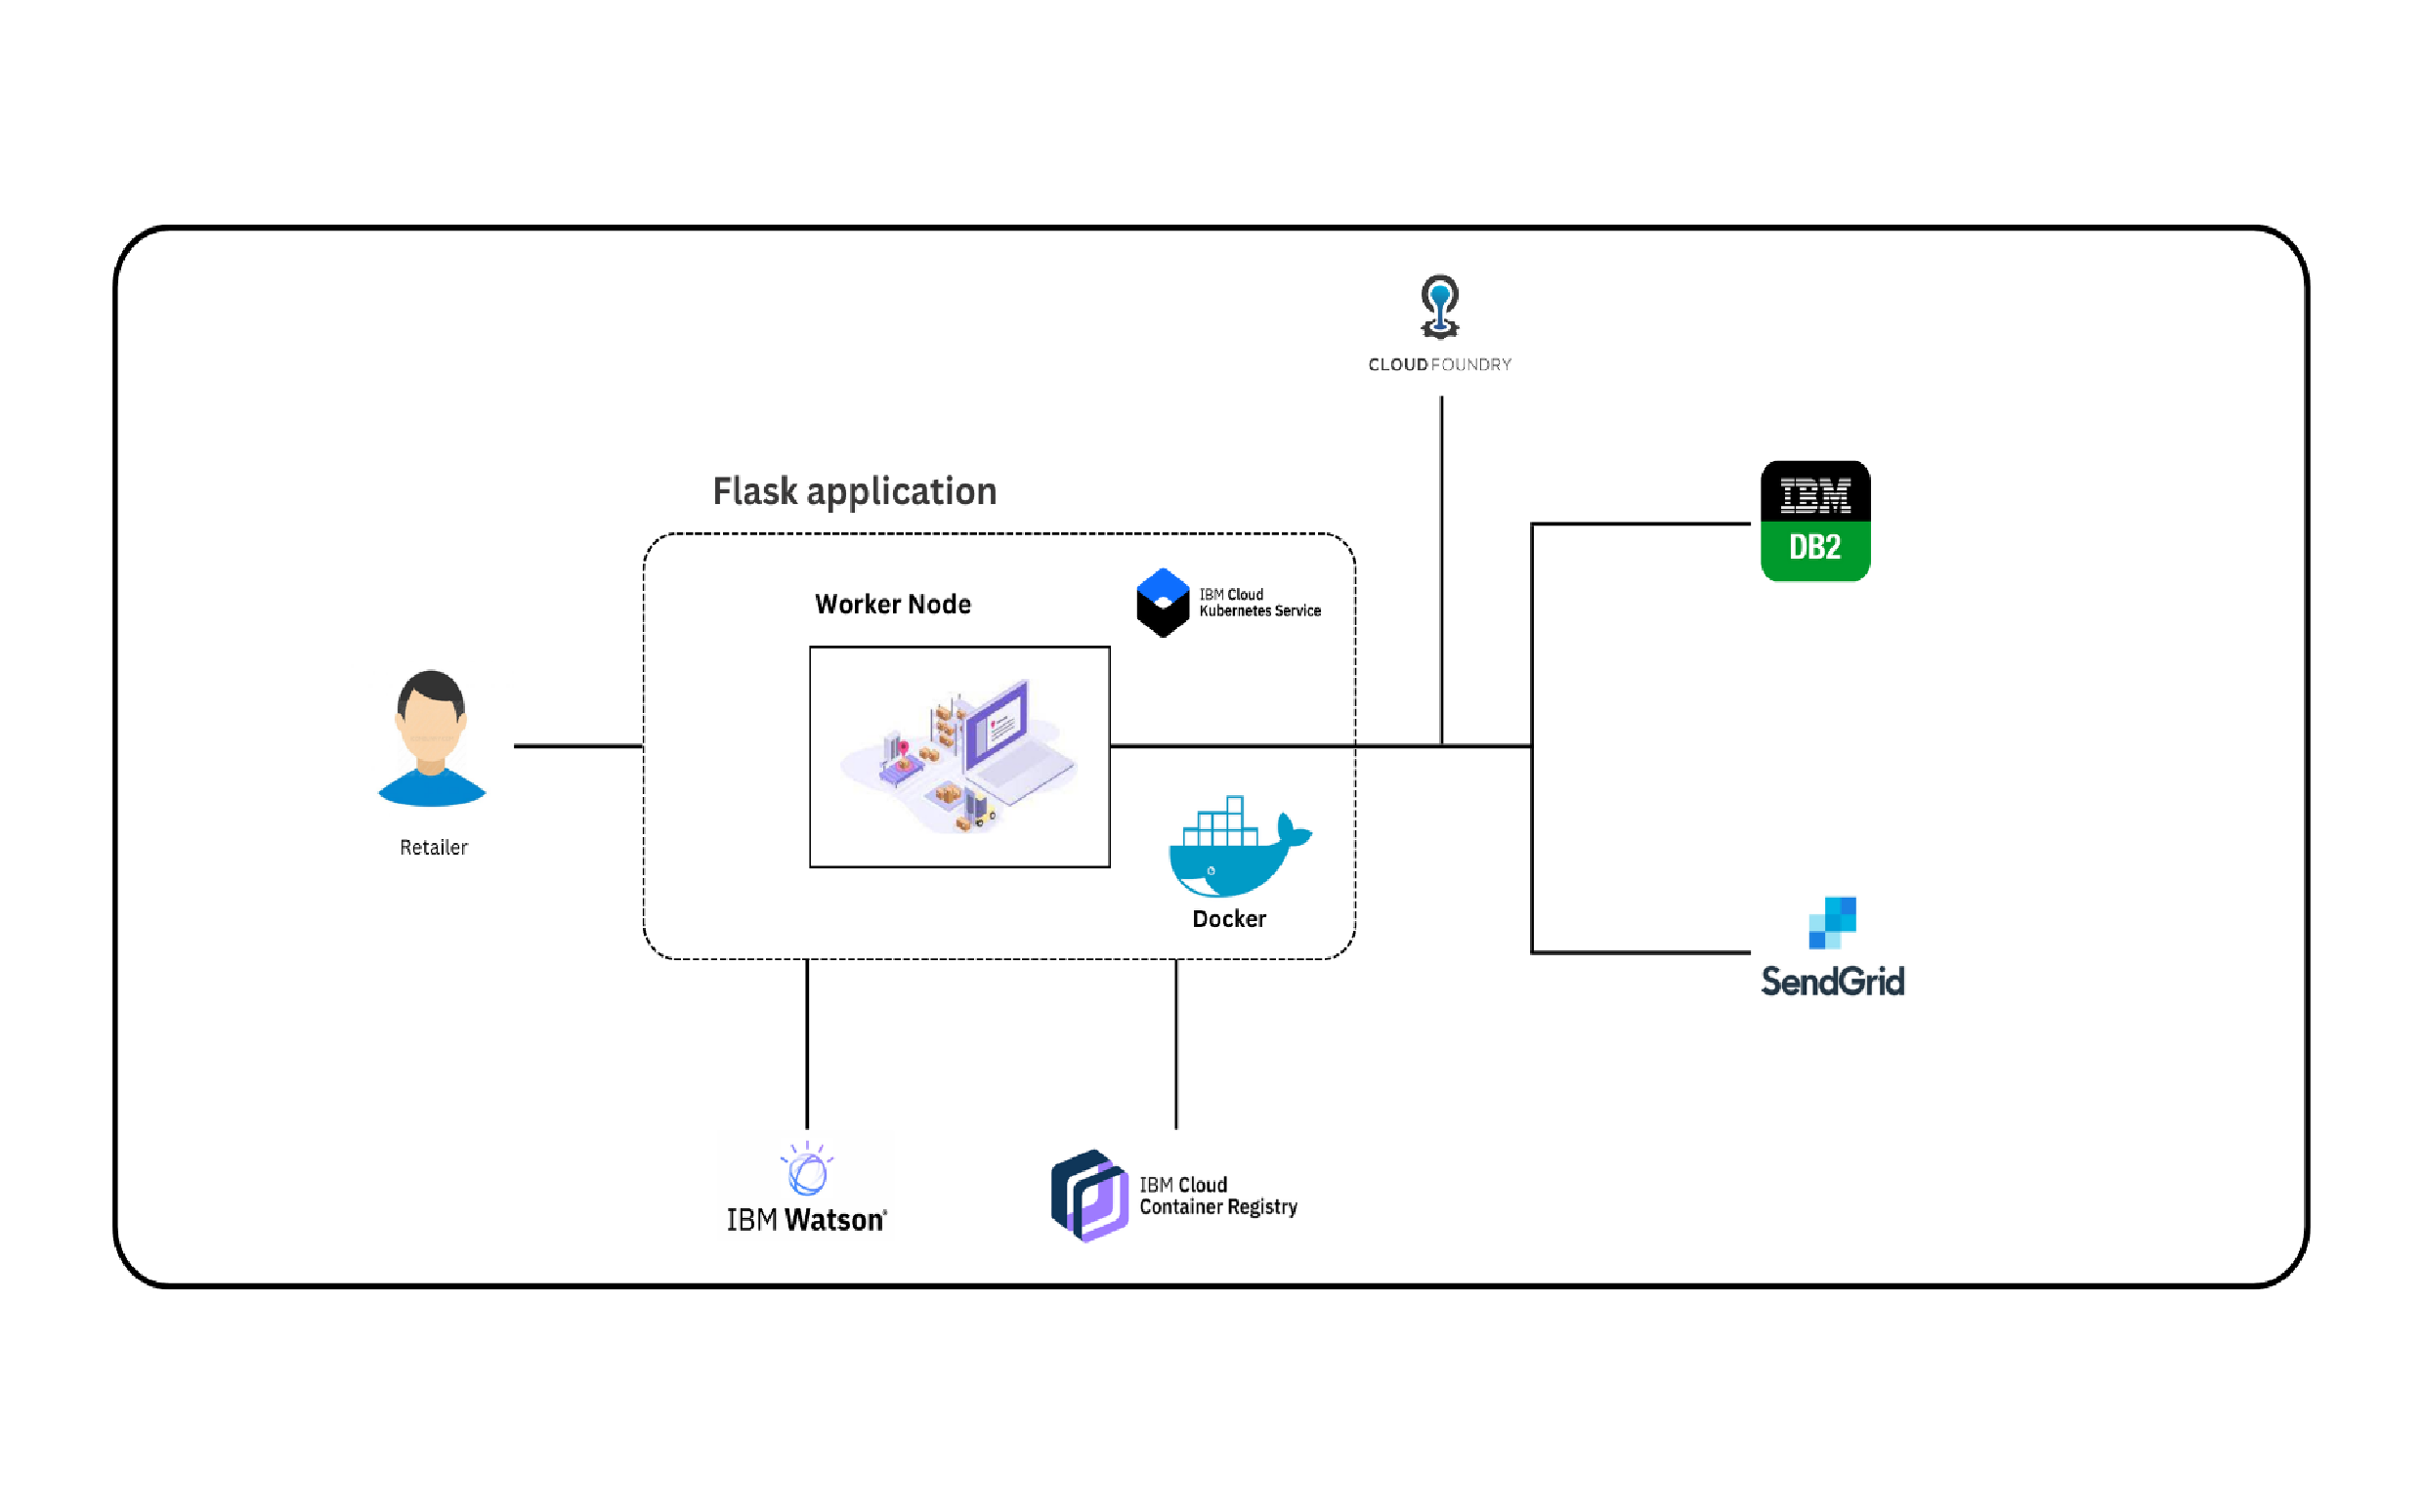 CLOUD FOUNDRY
Flask application
IBM
DB2
Worker Node
IBM Cloud
Kubernetes Service
Retailer
Docker
SendGrid
IBM Watson
IBM Cloud
Container Registry